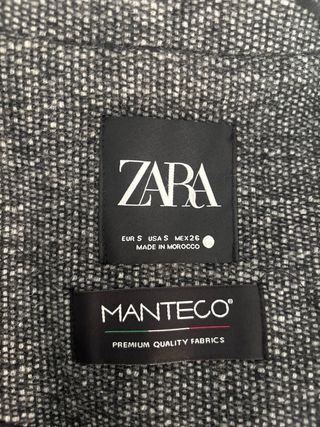 ZARA
EUR S USA S MEX 26
MADE IN MOROCCO
MANTECO®
PREMIUM QUALITY FABRICS